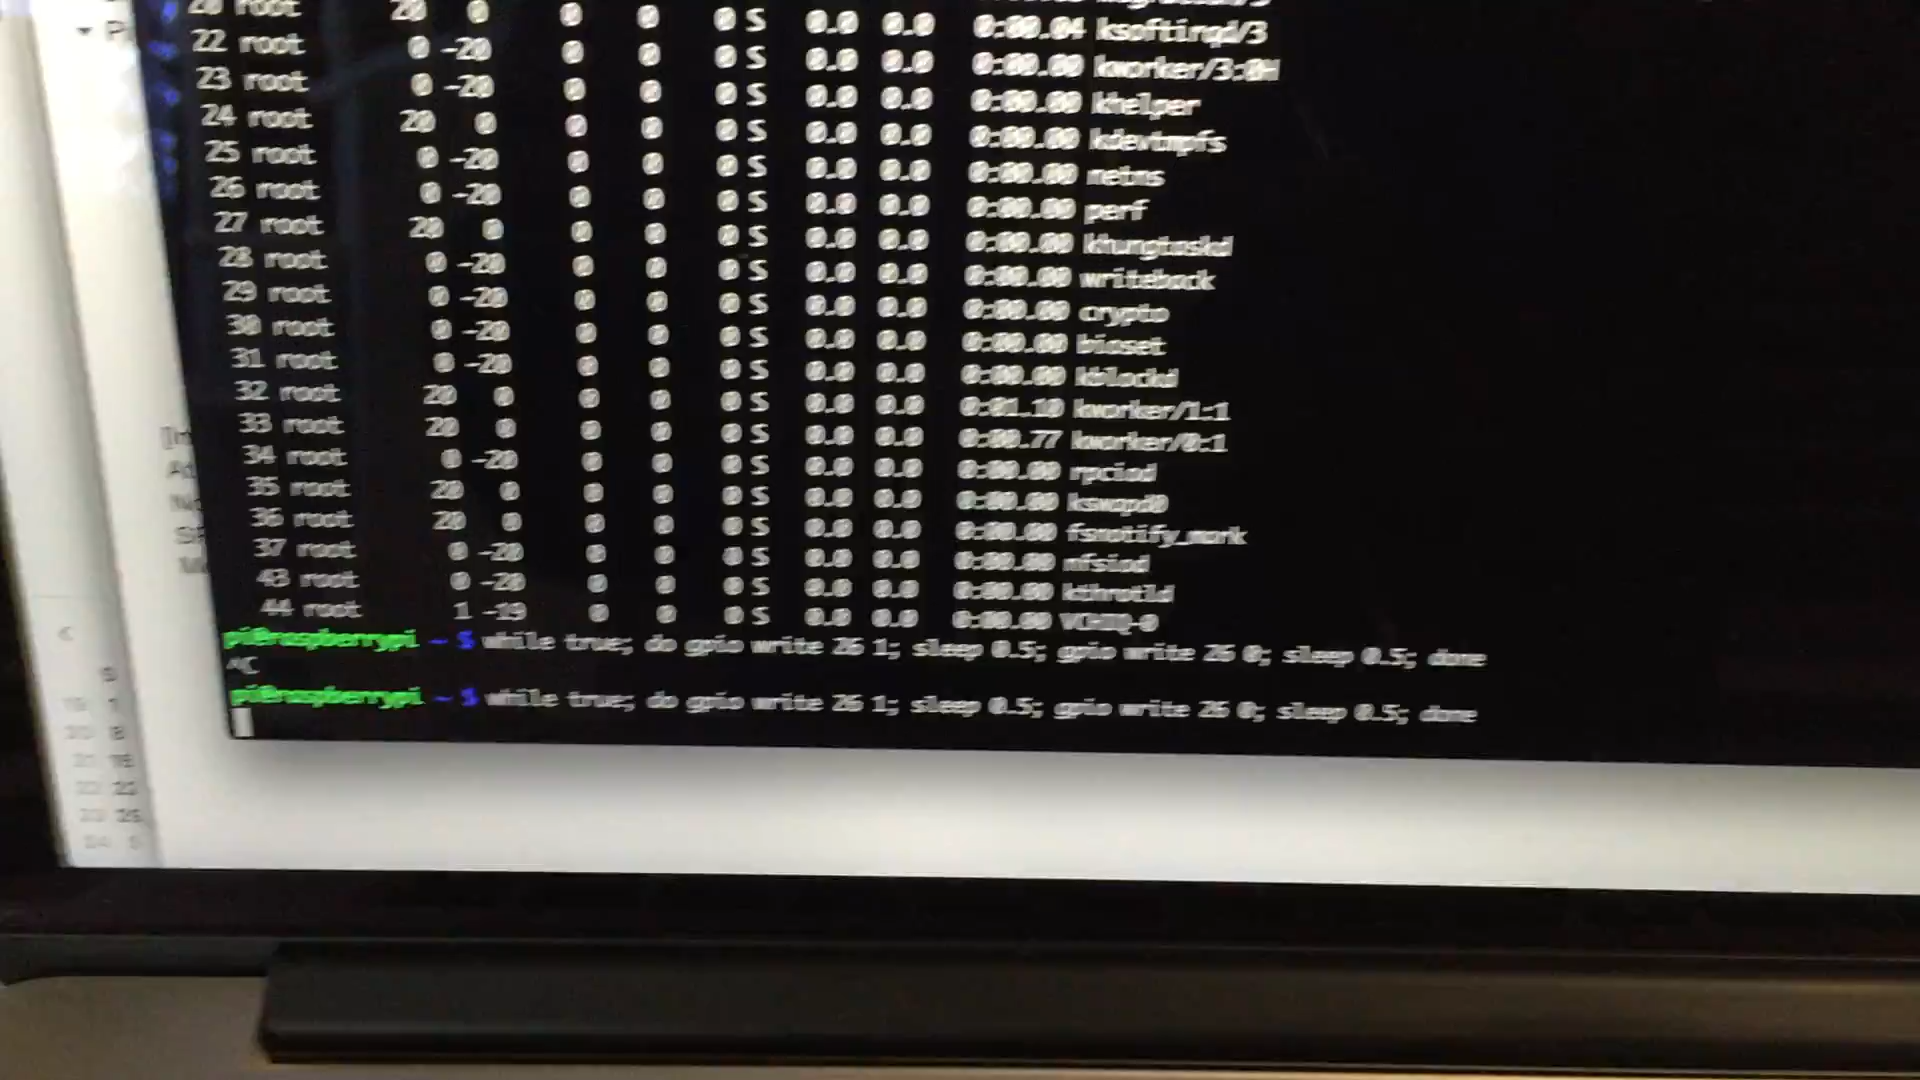 20 root 20 0 0 0 0 S
22 root 0 -20 0 0 0 S 0.0 0.0 0:00.04 ksoftirqd/3
23 root 0 -20 0 0 0 S 0.0 0.0 0:00.00 kworker/3:0H
24 root 20 0 0 0 0 S 0.0 0.0 0:00.00 khelper
25 root 0 -20 0 0 0 S 0.0 0.0 0:00.00 kdevtmpfs
26 root 0 -20 0 0 0 S 0.0 0.0 0:00.00 netns
27 root 20 0 0 0 0 S 0.0 0.0 0:00.00 perf
28 root 0 -20 0 0 0 S 0.0 0.0 0:00.00 khungtaskd
29 root 0 -20 0 0 0 S 0.0 0.0 0:00.00 writeback
30 root 0 -20 0 0 0 S 0.0 0.0 0:00.00 crypto
31 root 0 -20 0 0 0 S 0.0 0.0 0:00.00 bioset
32 root 20 0 0 0 0 S 0.0 0.0 0:00.00 kblockd
33 root 20 0 0 0 0 S 0.0 0.0 0:01.10 kworker/1:1
34 root 0 -20 0 0 0 S 0.0 0.0 0:00.77 kworker/0:1
35 root 20 0 0 0 0 S 0.0 0.0 0:00.00 rpciod
36 root 20 0 0 0 0 S 0.0 0.0 0:00.00 kswapd0
37 root 0 -20 0 0 0 S 0.0 0.0 0:00.00 fsnotify_mark
43 root 0 -20 0 0 0 S 0.0 0.0 0:00.00 nfsiod
44 root 1 -19 0 0 0 S 0.0 0.0 0:00.00 kthrotld
0:00.00 VCHIQ-0
pi@raspberrypi ~ $ while true; do gpio write 26 1; sleep 0.5; gpio write 26 0; sleep 0.5; done
^C
pi@raspberrypi ~ $ while true; do gpio write 26 1; sleep 0.5; gpio write 26 0; sleep 0.5; done